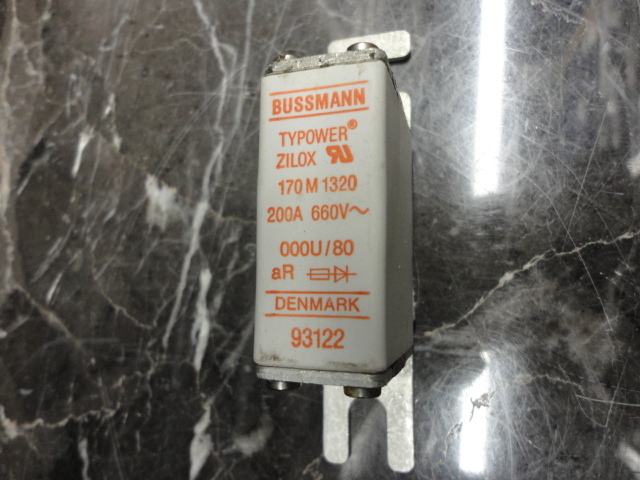 BUSSMANN
TYPOWER®
ZILOX
170 M 1320
200A 660V~
000U/80
aR
DENMARK
93122